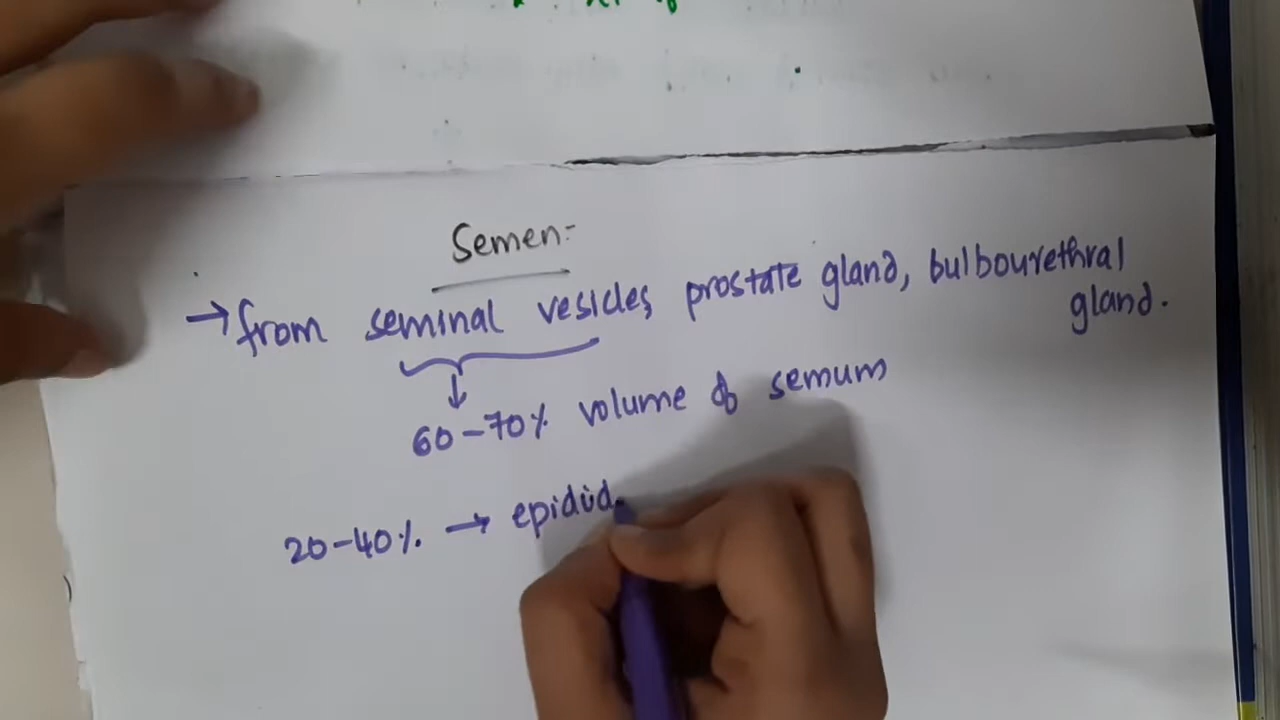 Semen:-
→ from seminal vesicles, prostate gland, bulbourethral
gland.
60-70% volume of semum
20-40% → epidid